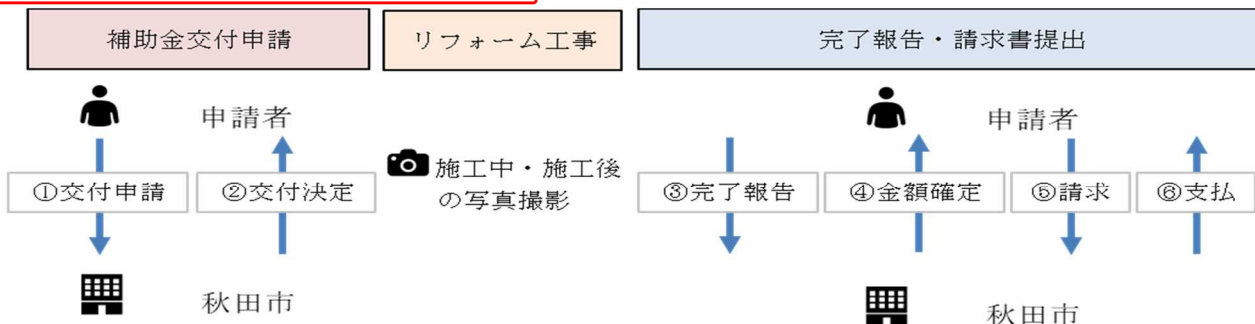 補助金交付申請
リフォーム工事
完了報告・請求書提出
申請者
①交付申請
②交付決定
秋田市
施工中・施工後
の写真撮影
申請者
③完了報告
④金額確定
⑤請求
⑥支払
秋田市